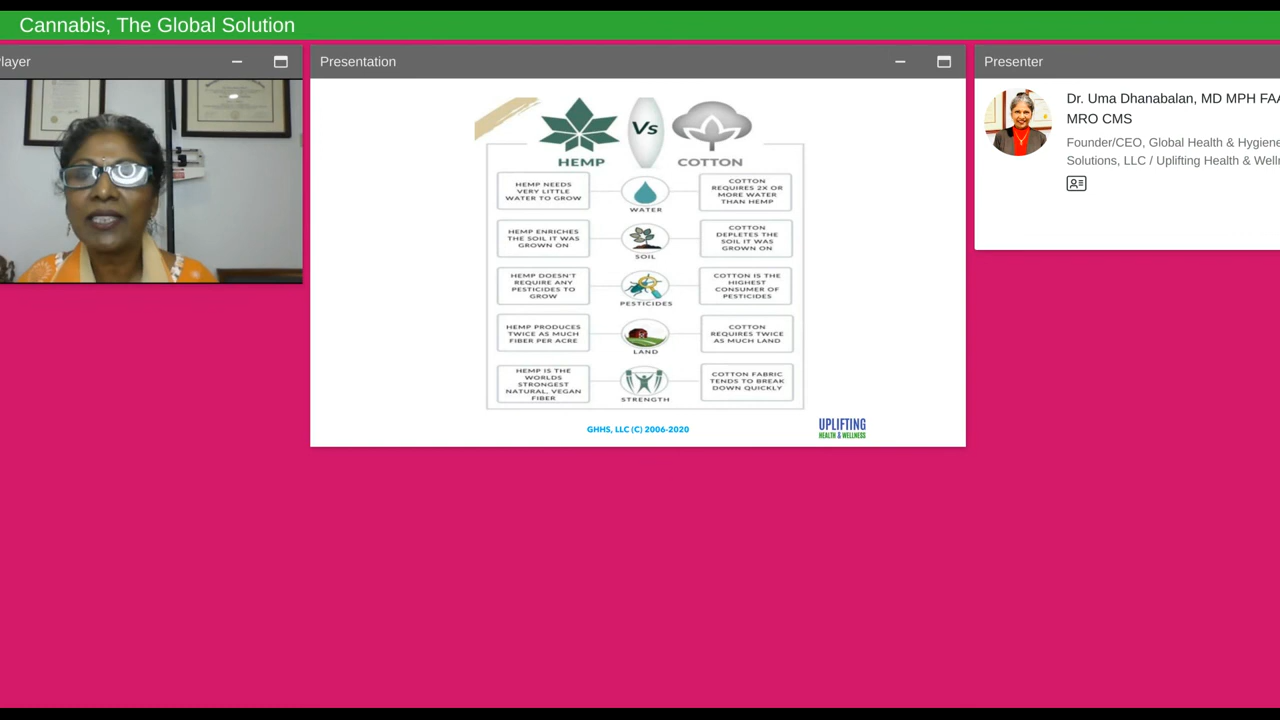 Cannabis, The Global Solution
layer
Presentation
Presenter
Dr. Uma Dhanabalan, MD MPH FAA
MRO CMS
Founder/CEO, Global Health & Hygiene
Solutions, LLC / Uplifting Health & Welln
Vs
HEMP
COTTON
HEMP NEEDS
VERY LITTLE
WATER TO GROW
WATER
COTTON
REQUIRES 2X OR
MORE WATER
THAN HEMP
HEMP ENRICHES
THE SOIL IT WAS
GROWN ON
SOIL
COTTON
DEPLETES THE
SOIL IT WAS
GROWN ON
HEMP DOESN'T
REQUIRE ANY
PESTICIDES TO
GROW
PESTICIDES
COTTON IS THE
HIGHEST
CONSUMER OF
PESTICIDES
HEMP PRODUCES
TWICE AS MUCH
FIBER PER ACRE
LAND
COTTON
REQUIRES TWICE
AS MUCH LAND
HEMP IS THE
WORLDS
STRONGEST
NATURAL, VEGAN
FIBER
STRENGTH
COTTON FABRIC
TENDS TO BREAK
DOWN QUICKLY
GHHS, LLC (C) 2006-2020
UPLIFTING
HEALTH & WELLNESS